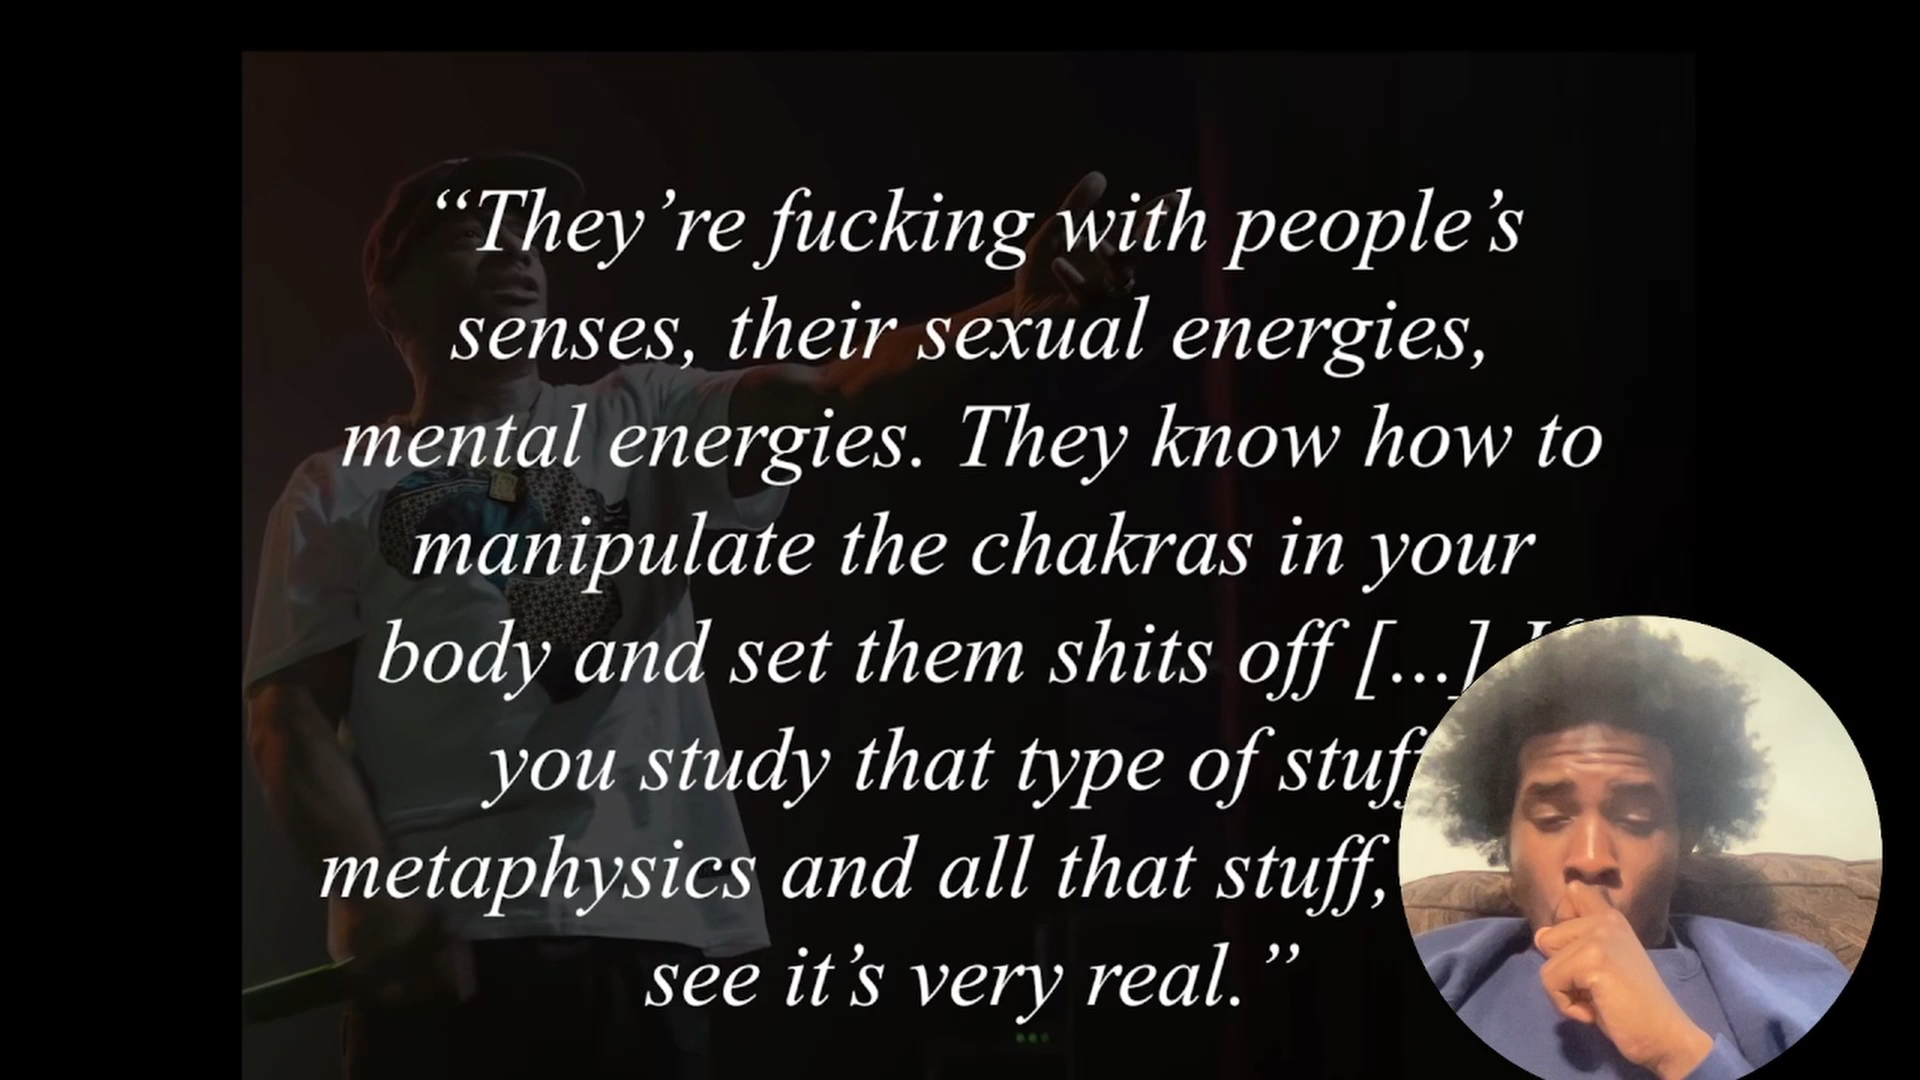 “They’re fucking with people’s
senses, their sexual energies,
mental energies. They know how to
manipulate the chakras in your
body and set them shits off [...]
you study that type of stuff
metaphysics and all that stuff,
see it’s very real.”